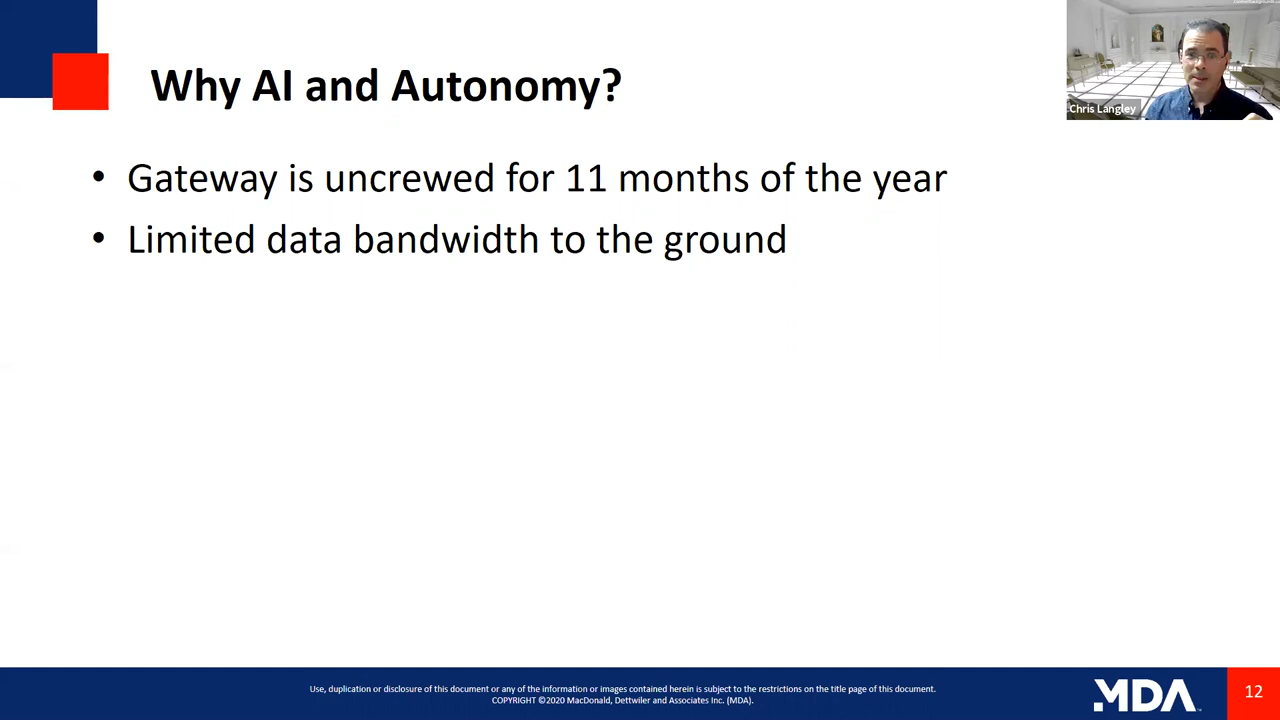 Why AI and Autonomy?
Chris Langley
• Gateway is uncrewed for 11 months of the year
• Limited data bandwidth to the ground
Use, duplication or disclosure of this document or any of the information or images contained herein is subject to the restrictions on the title page of this document.
COPYRIGHT ©2020 MacDonald, Dettwiler and Associates Inc. (MDA).
MDA
12